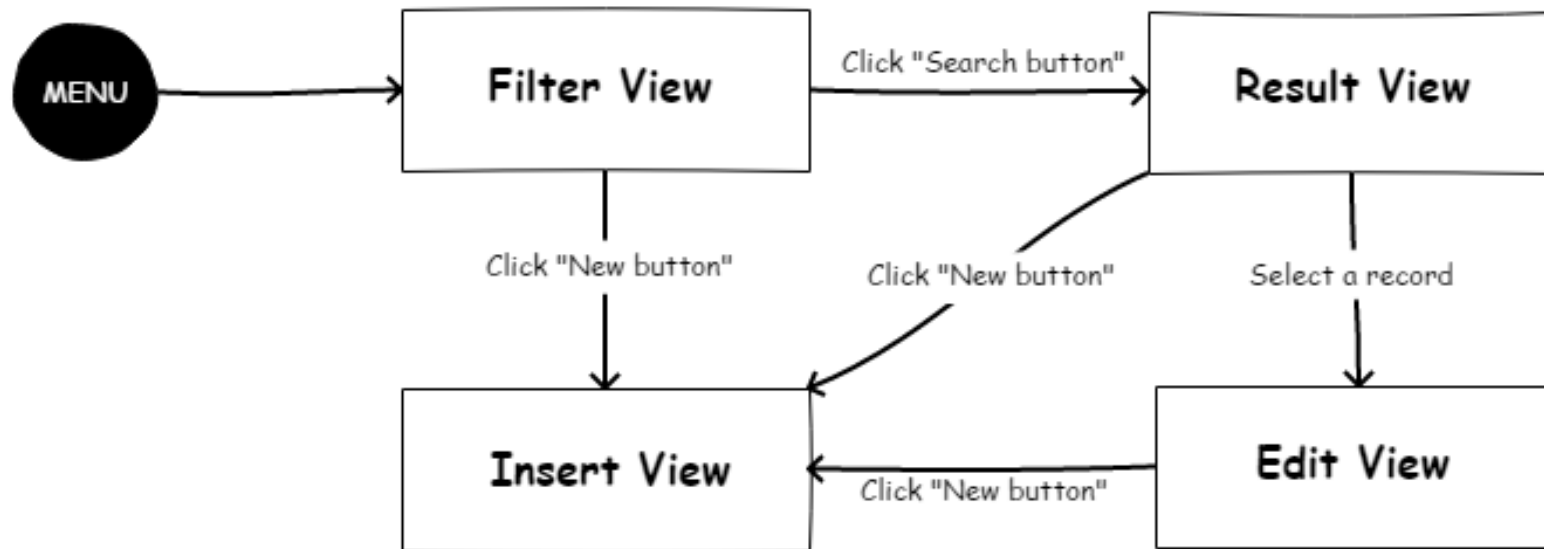 MENU
Filter View
Click "Search button"
Result View
Click "New button"
Click "New button"
Select a record
Insert View
Click "New button"
Edit View